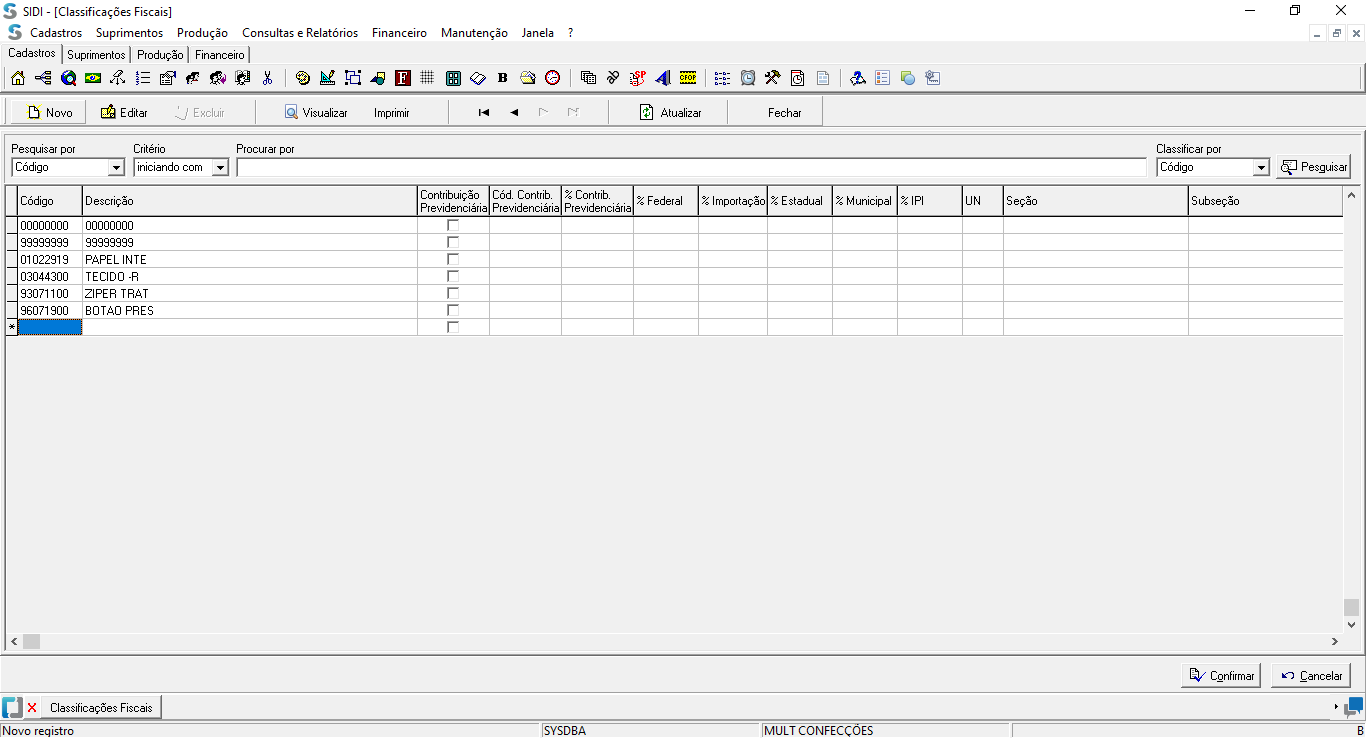 SIDI - [Classificações Fiscais]
Cadastros Suprimentos Produção Consultas e Relatórios Financeiro Manutenção Janela ?
Cadastros Suprimentos Produção Financeiro
F B SP CFOP
Novo Editar Excluir Visualizar Imprimir Atualizar Fechar
Pesquisar por Critério Procurar por Classificar por
Código iniciando com Código Pesquisar
Código Descrição Contribuição Previdenciária Cód. Contrib. Previdenciária % Contrib. Previdenciária % Federal % Importação % Estadual % Municipal % IPI UN Seção Subseção
00000000 00000000
99999999 99999999
01022919 PAPEL INTE
03044300 TECIDO -R
93071100 ZIPER TRAT
96071900 BOTAO PRES
*
Confirmar Cancelar
Classificações Fiscais
Novo registro SYSDBA MULT CONFECÇÕES B